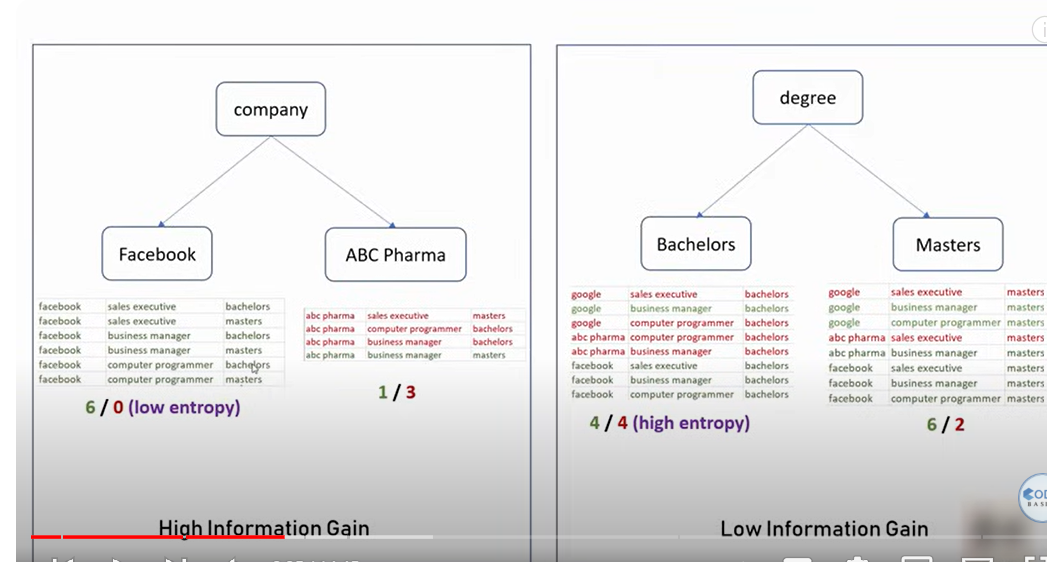 company
Facebook
ABC Pharma
facebook sales executive bachelors
facebook sales executive masters
facebook business manager bachelors
facebook business manager masters
facebook computer programmer bachelors
facebook computer programmer masters
6 / 0 (low entropy)
abc pharma sales executive masters
abc pharma computer programmer bachelors
abc pharma business manager bachelors
abc pharma business manager masters
1 / 3
High Information Gain
degree
Bachelors
Masters
google sales executive bachelors
google business manager bachelors
google computer programmer bachelors
abc pharma computer programmer bachelors
abc pharma business manager bachelors
facebook sales executive bachelors
facebook business manager bachelors
facebook computer programmer bachelors
4 / 4 (high entropy)
google sales executive masters
google business manager masters
google computer programmer masters
abc pharma sales executive masters
abc pharma business manager masters
facebook sales executive masters
facebook business manager masters
facebook computer programmer masters
6 / 2
Low Information Gain